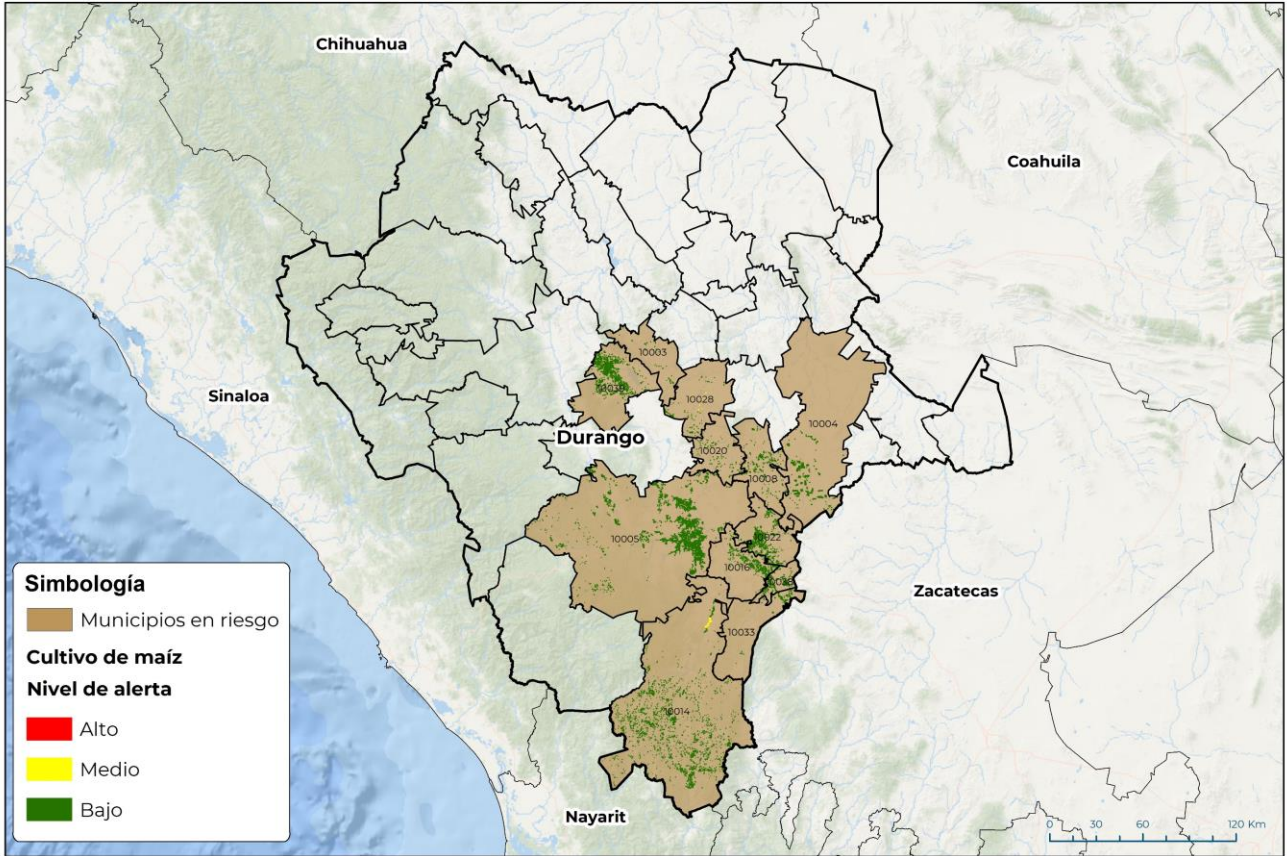 Chihuahua
Coahuila
Sinaloa
10003
10028
10004
Durango
10020
10008
10005
10022
10016
Zacatecas
10033
10014
Nayarit
Simbología
Municipios en riesgo
Cultivo de maíz
Nivel de alerta
Alto
Medio
Bajo
0 30 60 120 Km